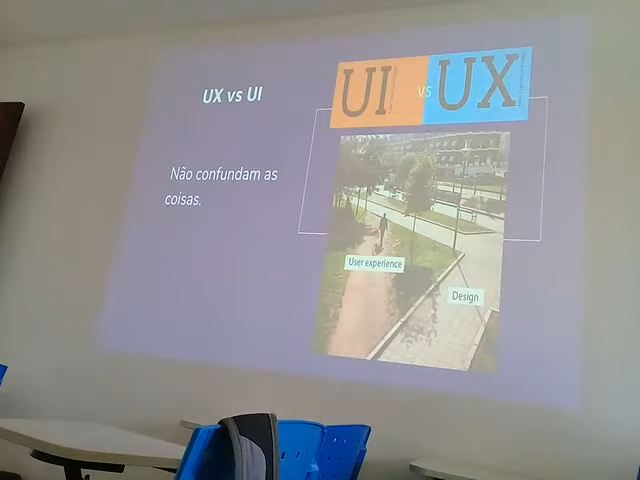 UX vs UI
UI vs UX
Não confundam as
coisas.
User experience
Design